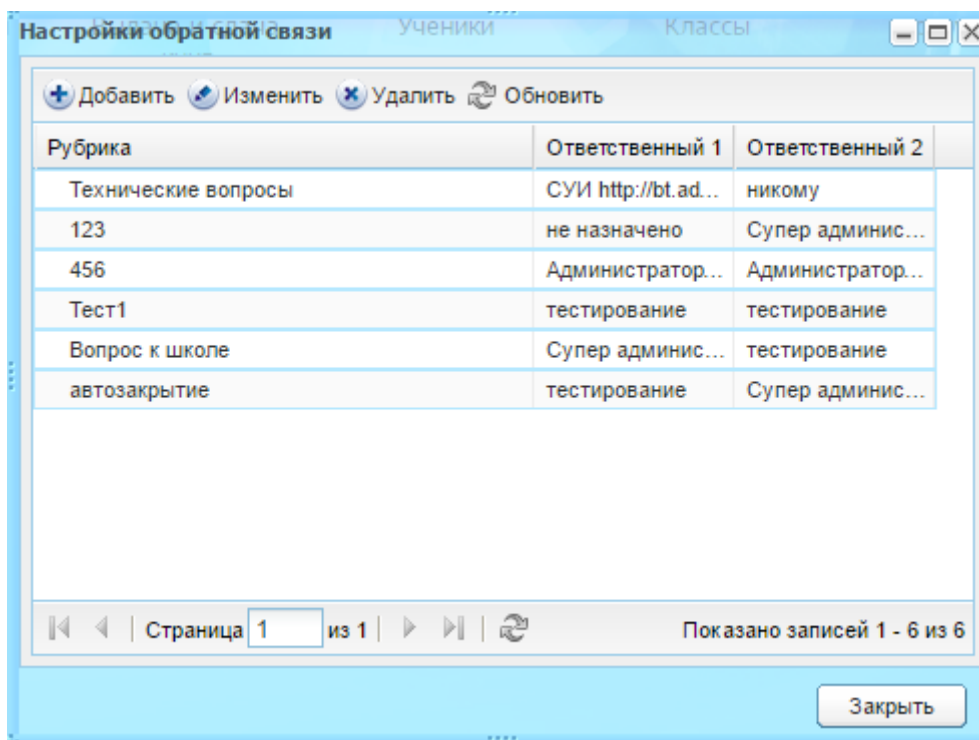 Настройки обратной связи
Ученики
Классы
Добавить Изменить Удалить Обновить
Рубрика Ответственный 1 Ответственный 2
Технические вопросы СУИ http://bt.ad... никому
123 не назначено Супер админис...
456 Администратор... Администратор...
Тест1 тестирование тестирование
Вопрос к школе Супер админис... тестирование
автозакрытие тестирование Супер админис...
Страница 1 из 1 Показано записей 1 - 6 из 6
Закрыть